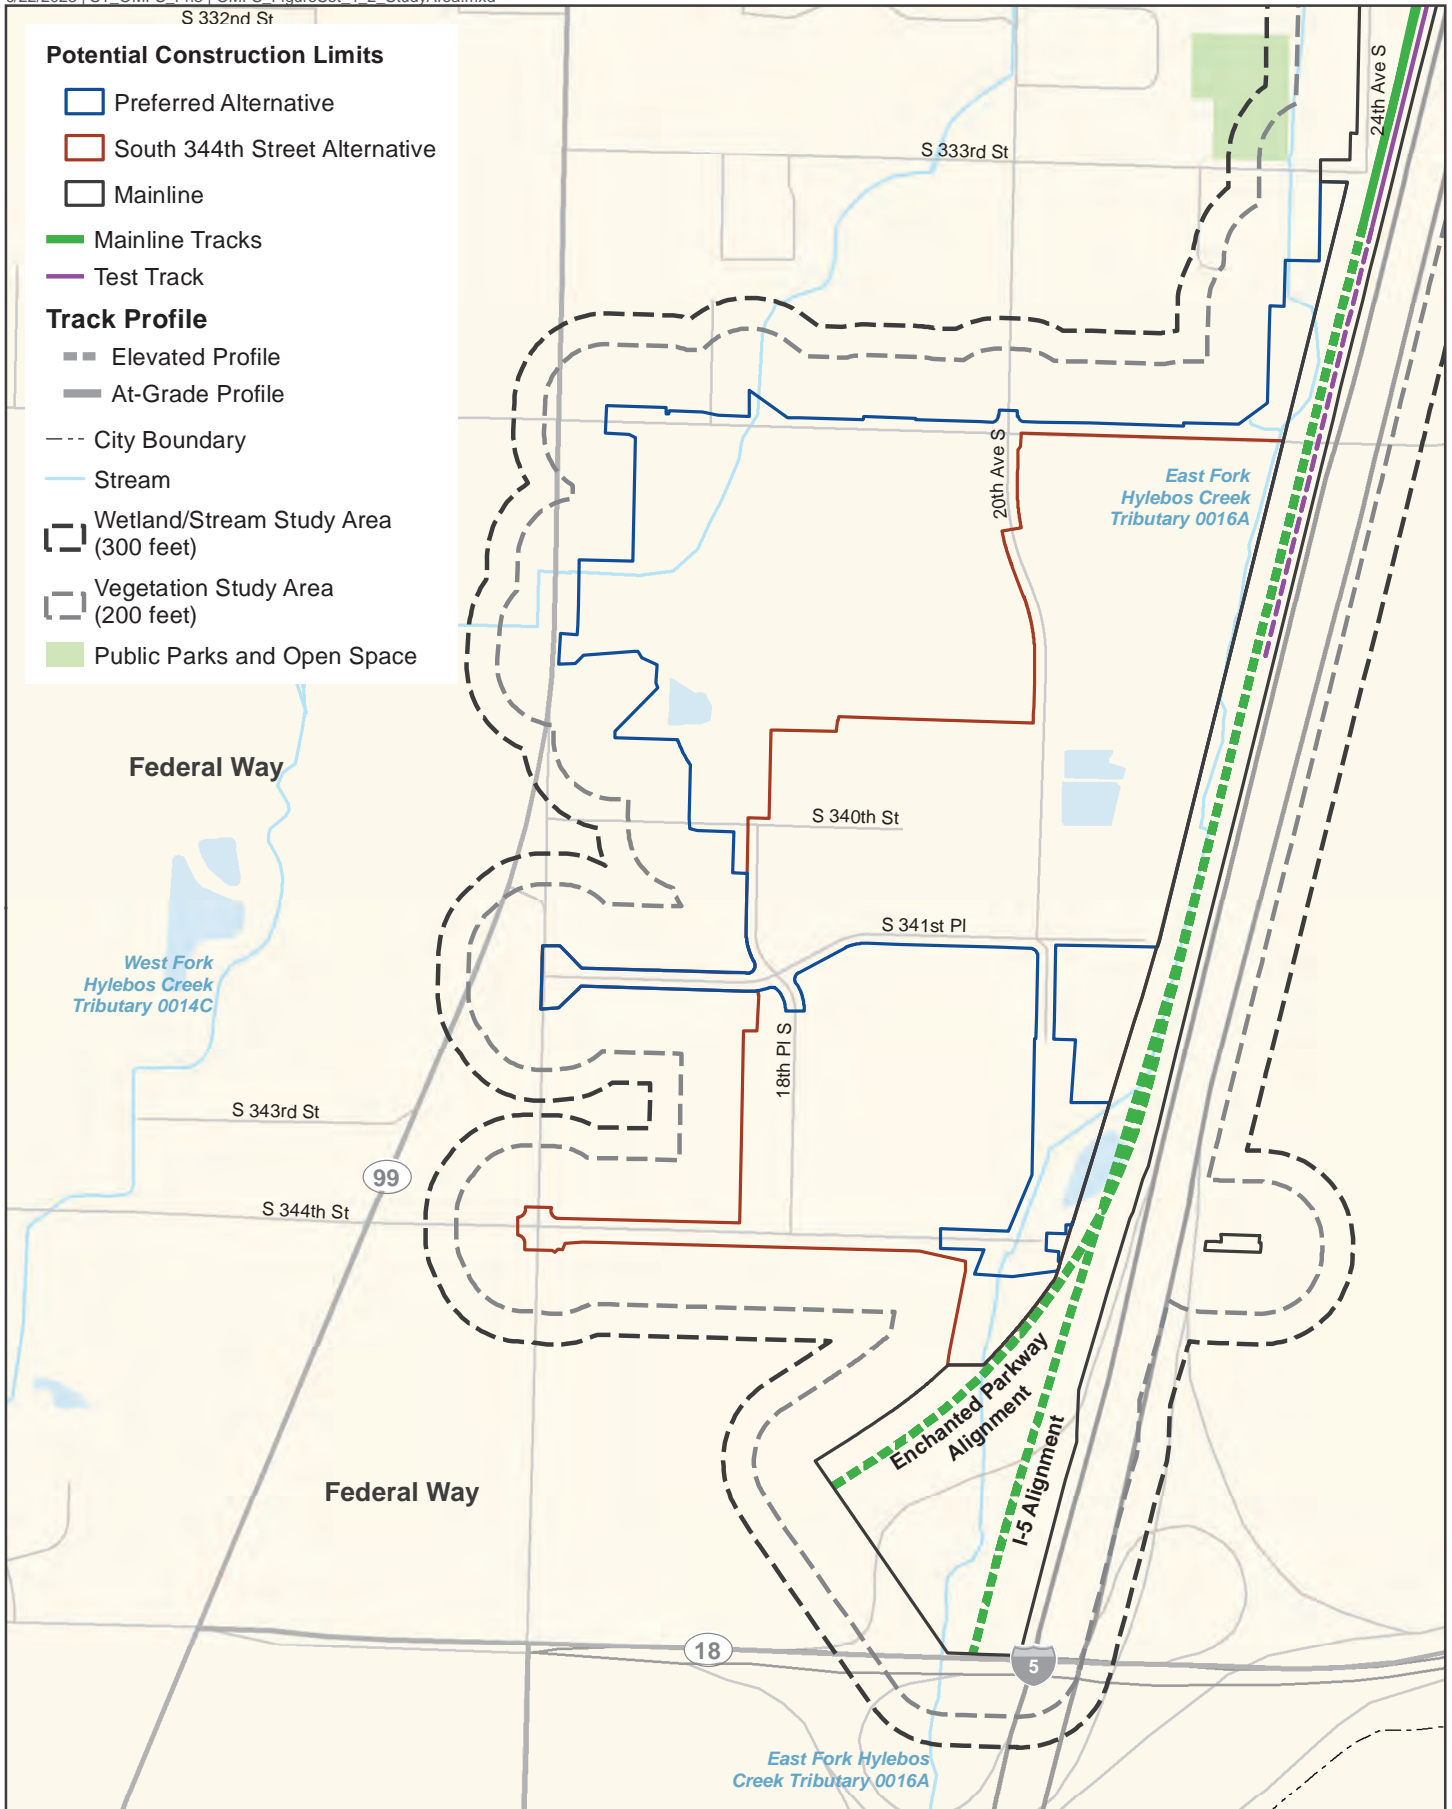 S 332nd St
Potential Construction Limits
Preferred Alternative
South 344th Street Alternative
Mainline
Mainline Tracks
Test Track
Track Profile
Elevated Profile
At-Grade Profile
City Boundary
Stream
Wetland/Stream Study Area
(300 feet)
Vegetation Study Area
(200 feet)
Public Parks and Open Space
24th Ave S
S 333rd St
20th Ave S
East Fork
Hylebos Creek
Tributary 0016A
Federal Way
S 340th St
S 341st Pl
West Fork
Hylebos Creek
Tributary 0014C
18th Pl S
S 343rd St
99
S 344th St
Enchanted Parkway
Alignment
I-5 Alignment
Federal Way
18
5
East Fork Hylebos
Creek Tributary 0016A